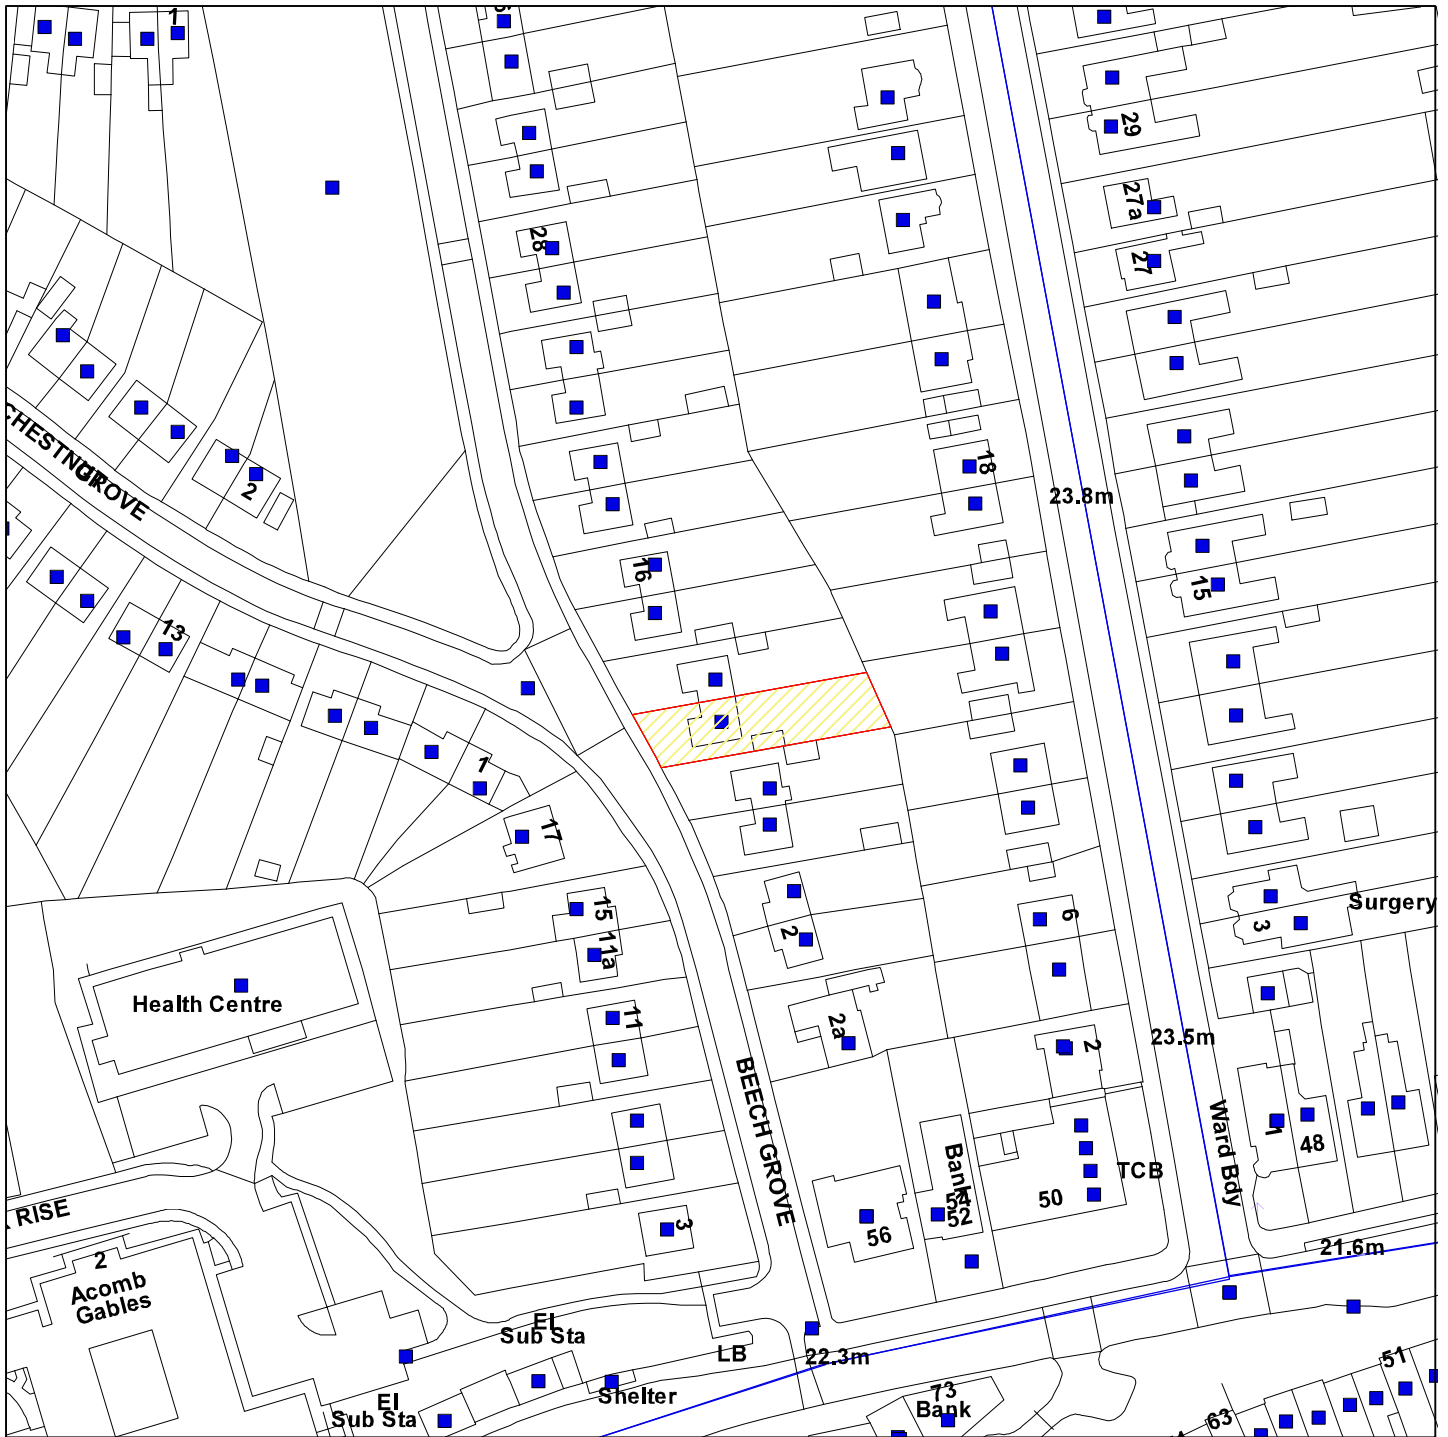 1
29
27a
28
27
CHESTNUT GROVE
18
2
23.8m
16
15
13
1
17
15
6
Surgery
3
2
11a
Health Centre
11
2a
2
23.5m
BEECH GROVE
Ward Bdy
1
48
Bank
TCB
54
52
50
RISE
3
56
2
21.6m
Acomb
Gables
El
Sub Sta
LB
22.3m
51
Shelter
73
Bank
El
Sub Sta
63